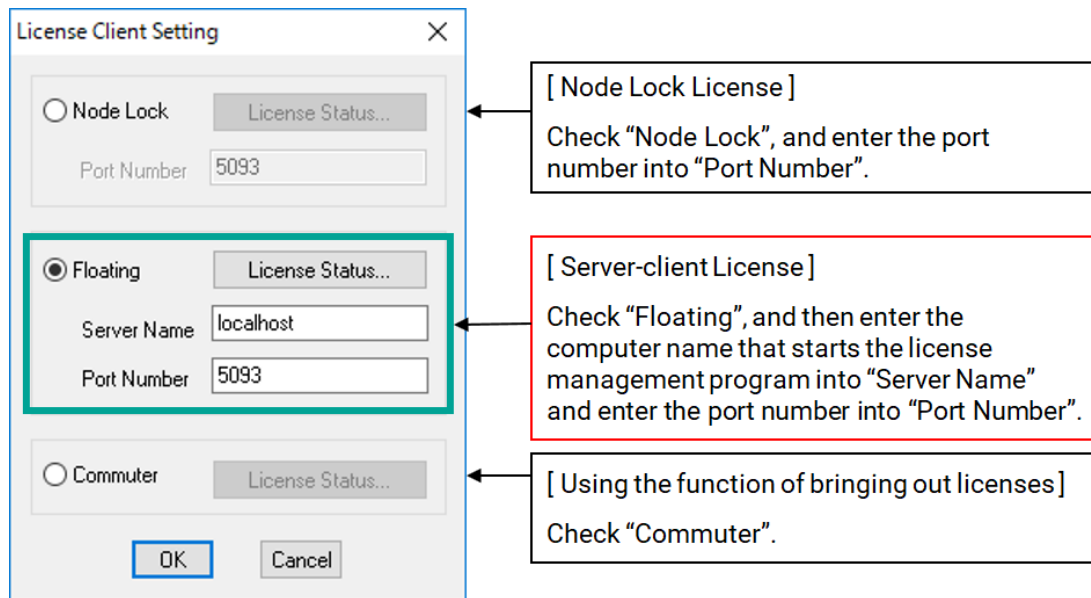 License Client Setting
Node Lock
License Status...
Port Number
5093
Floating
License Status...
Server Name
localhost
Port Number
5093
Commuter
License Status...
OK
Cancel
[ Node Lock License ]
Check “Node Lock”, and enter the port
number into “Port Number”.
[ Server-client License ]
Check “Floating”, and then enter the
computer name that starts the license
management program into “Server Name”
and enter the port number into “Port Number”.
[ Using the function of bringing out licenses]
Check “Commuter”.